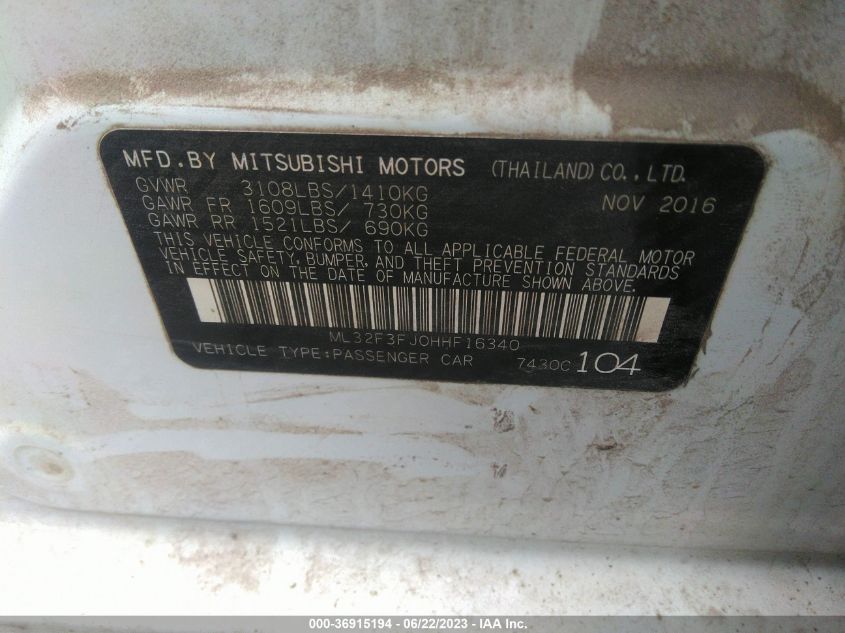 MFD.BY MITSUBISHI MOTORS (THAILAND) CO., LTD.
GVWR 3108LBS/1410KG NOV 2016
GAWR FR 1609LBS/ 730KG
GAWR RR 1521LBS/ 690KG
THIS VEHICLE CONFORMS TO ALL APPLICABLE FEDERAL MOTOR
VEHICLE SAFETY, BUMPER, AND THEFT PREVENTION STANDARDS
IN EFFECT ON THE DATE OF MANUFACTURE SHOWN ABOVE.
ML32F3FJ0HHF16340
VEHICLE TYPE:PASSENGER CAR 7430C 104
000-36915194 - 06/22/2023 - IAA Inc.